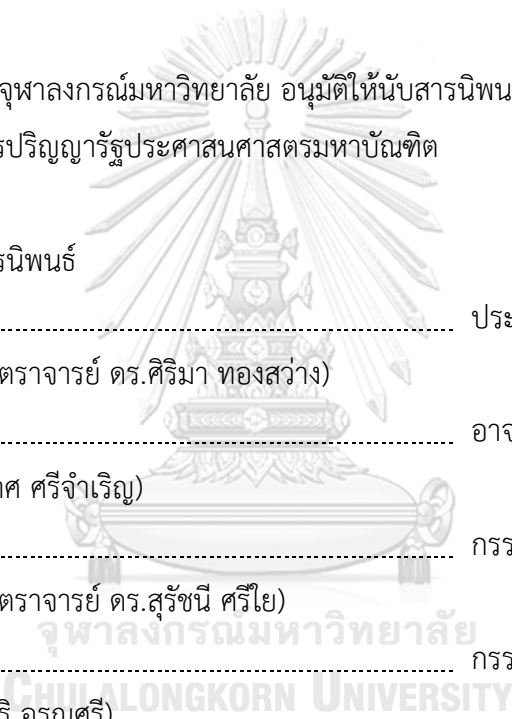 จุฬาลงกรณ์มหาวิทยาลัย อนุมัติให้นับสารนิพน
รปริญญารัฐประศาสนศาสตรมหาบัณฑิต
รนิพนธ์
ประ
ตราจารย์ ดร.ศิริมา ทองสว่าง)
อาจ
าศ ศรีจำเริญ)
กรร
ตราจารย์ ดร.สุรัชนี ศรีใย)
จุฬาลงกรณ์มหาวิทยาลัย
กรร
CHULALONGKORN UNIVERSITY